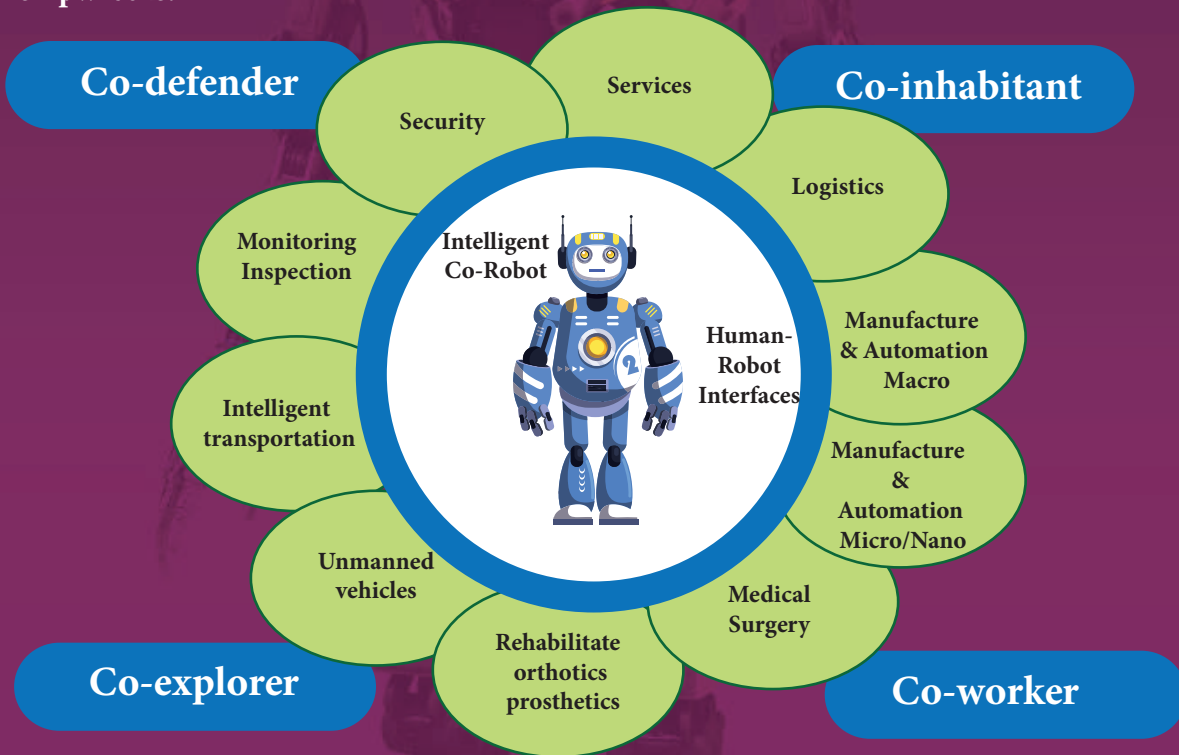 Co-defender
Services
Co-inhabitant
Security
Logistics
Monitoring
Inspection
Intelligent
Co-Robot
Manufacture
& Automation
Macro
Human-
Robot
Interfaces
Intelligent
transportation
Manufacture
&
Automation
Micro/Nano
Unmanned
vehicles
Medical
Surgery
Rehabilitate
orthotics
prosthetics
Co-explorer
Co-worker
2